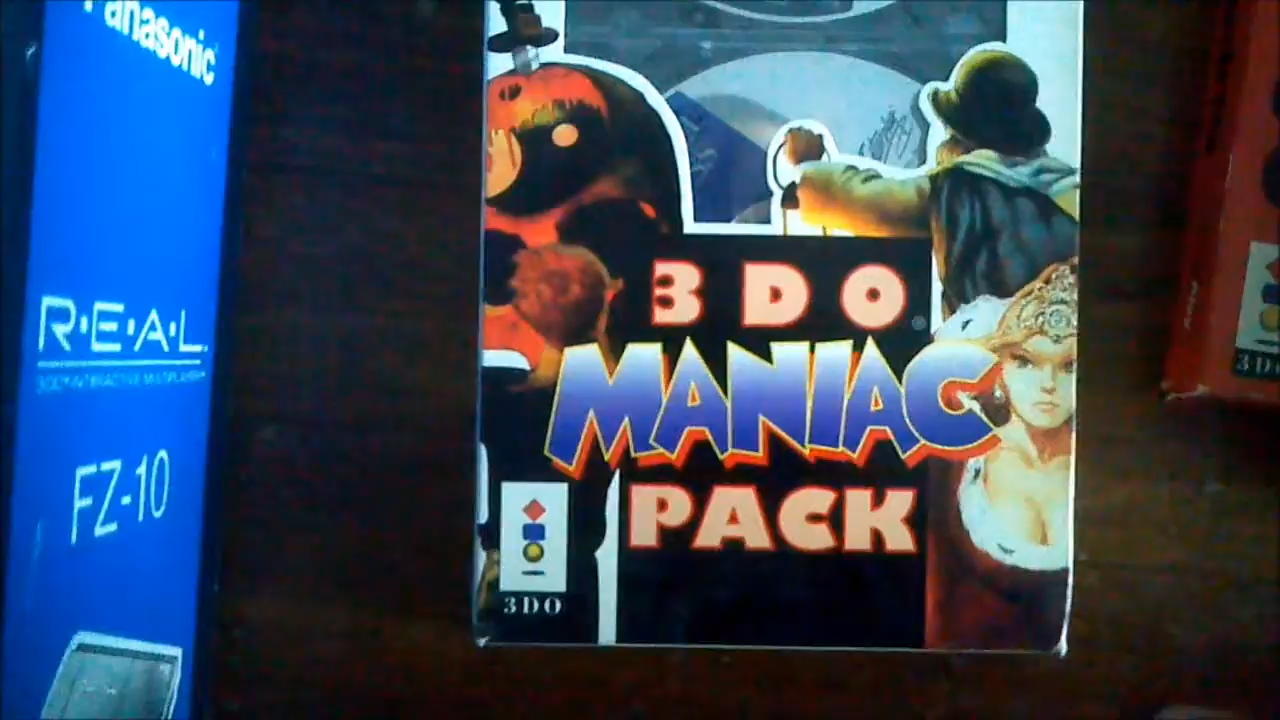 Panasonic
R·E·A·L
FZ-10
3DO®
MANIAC
PACK
3DO
3DO